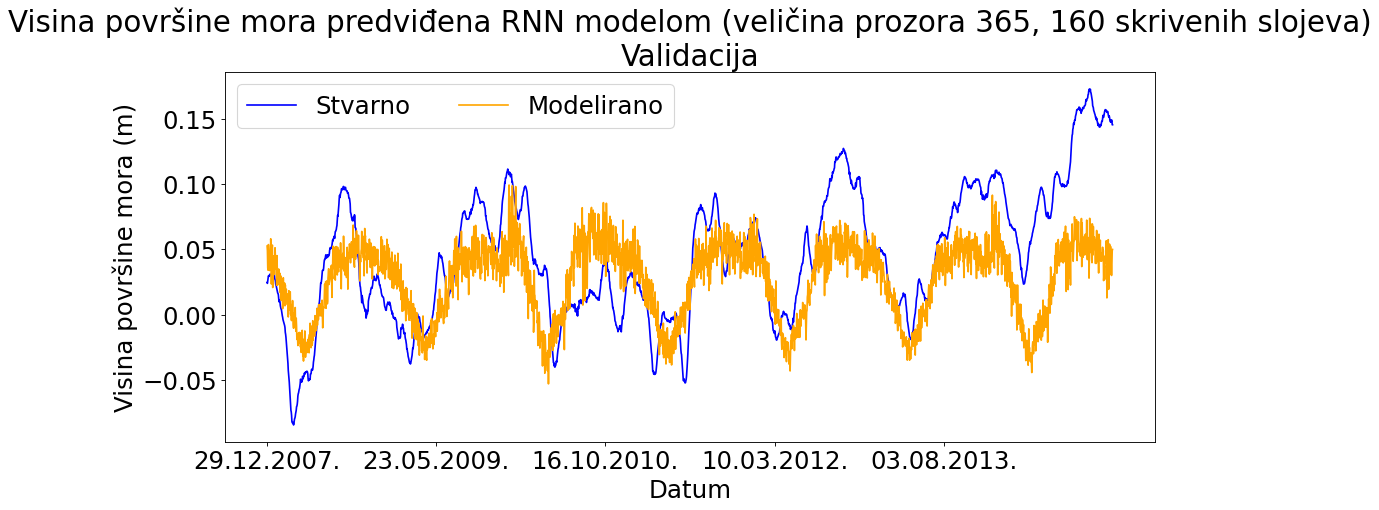 Visina površine mora predviđena RNN modelom (veličina prozora 365, 160 skrivenih slojeva)
Validacija
Stvarno Modelirano
Visina površine mora (m)
0.15
0.10
0.05
0.00
−0.05
29.12.2007. 23.05.2009. 16.10.2010. 10.03.2012. 03.08.2013.
Datum